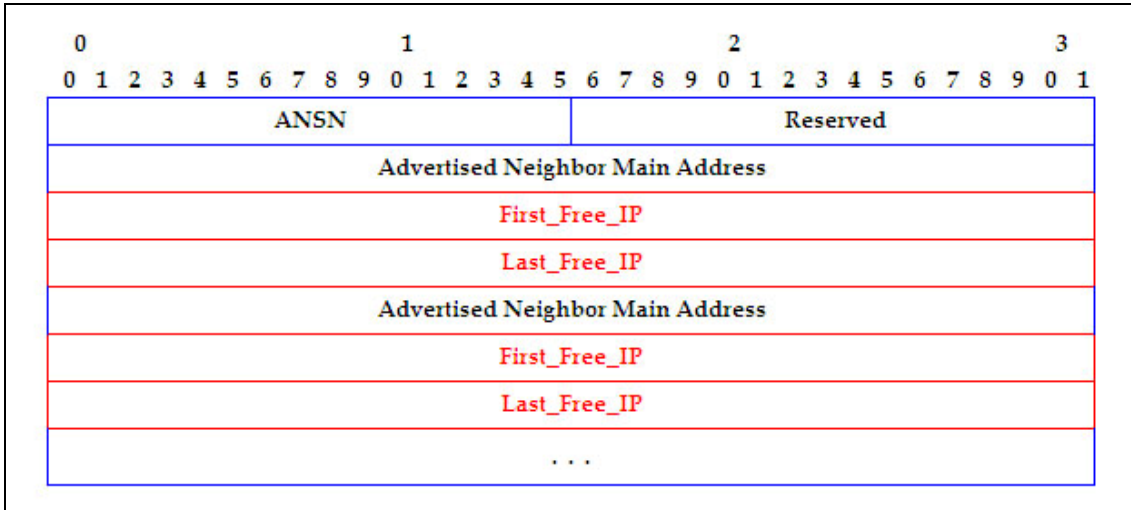 0 1 2 3
0 1 2 3 4 5 6 7 8 9 0 1 2 3 4 5 6 7 8 9 0 1 2 3 4 5 6 7 8 9 0 1
ANSN Reserved
Advertised Neighbor Main Address
First_Free_IP
Last_Free_IP
Advertised Neighbor Main Address
First_Free_IP
Last_Free_IP
. . .